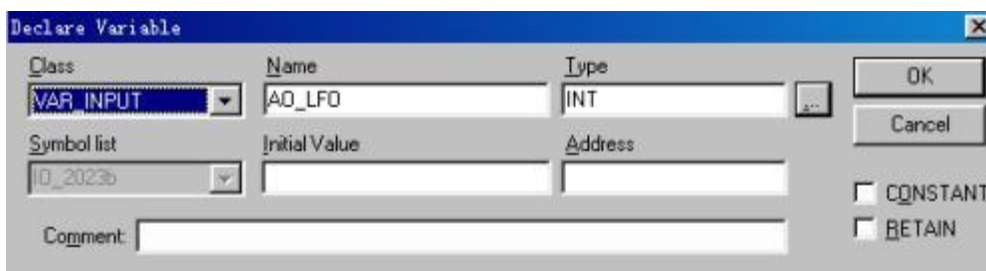 Declare Variable
Class Name Type
VAR_INPUT AO_LFO INT ... OK
Symbol list Initial Value Address Cancel
IO_2023b
CONSTANT
Comment: RETAIN